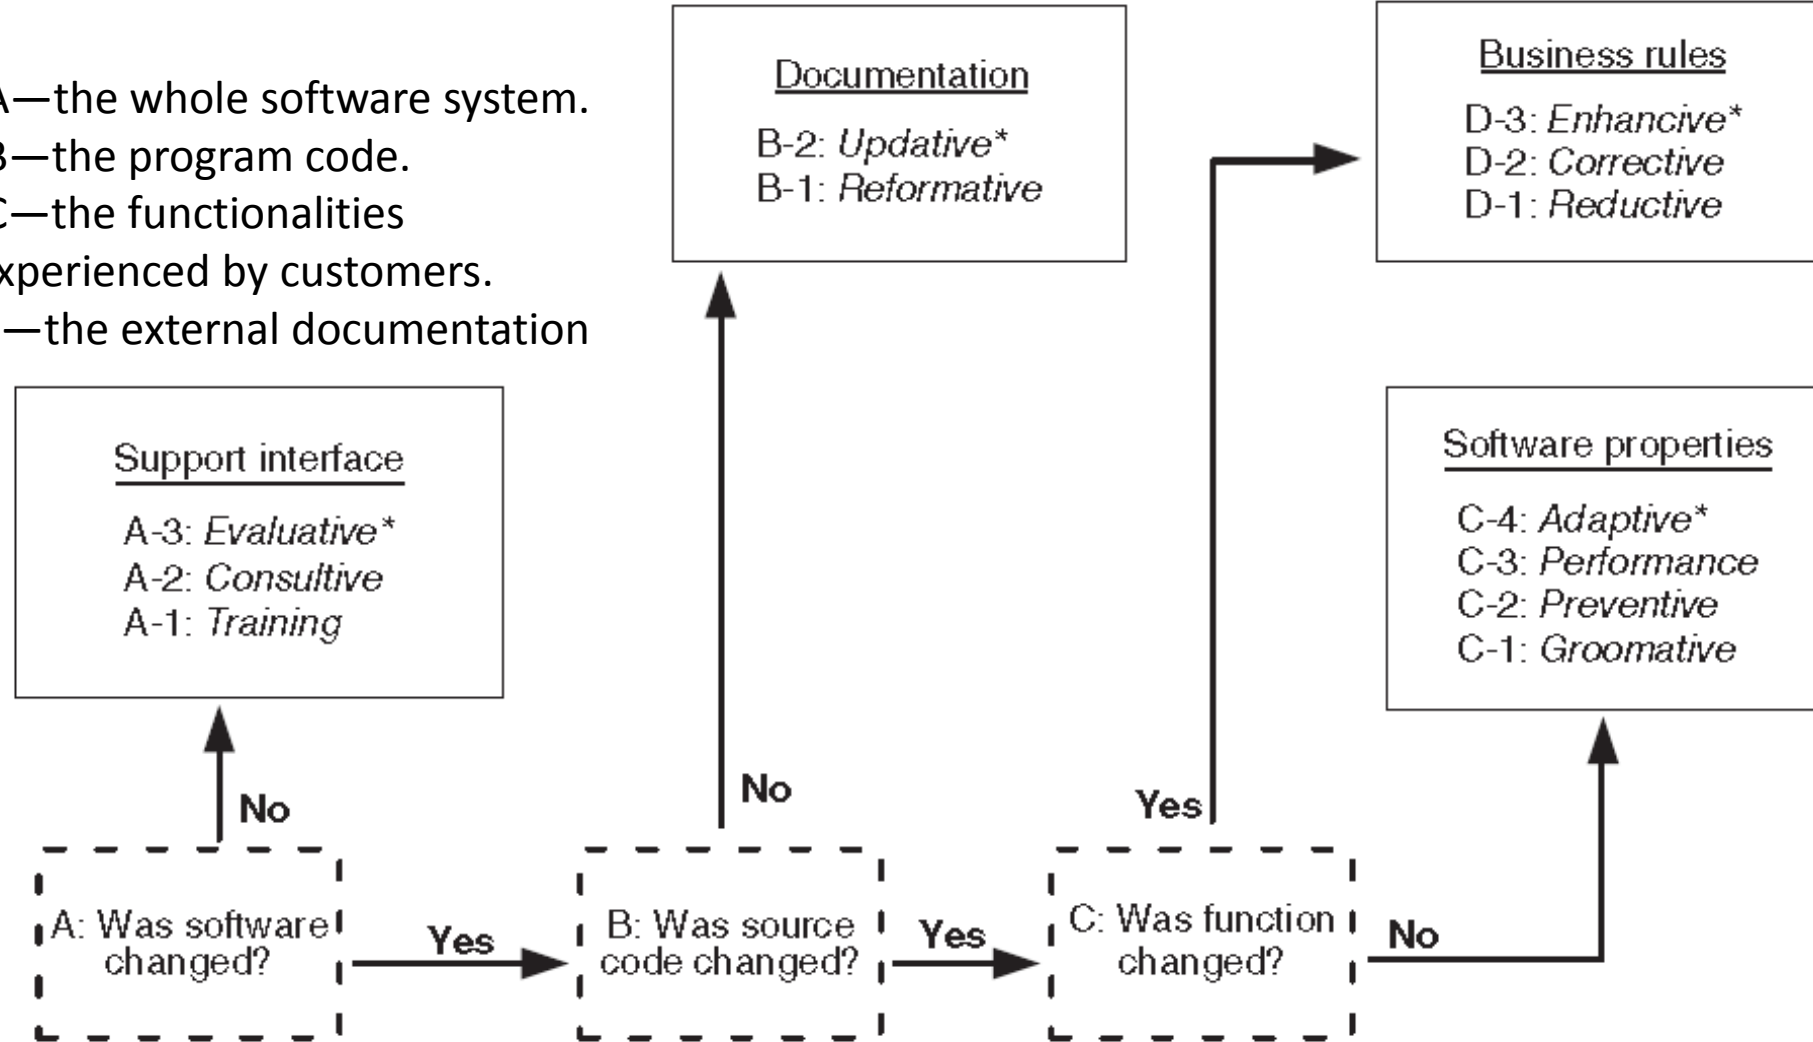 A—the whole software system.
B—the program code.
C—the functionalities
xperienced by customers.
—the external documentation
Documentation
B-2: Updative*
B-1: Reformative
Business rules
D-3: Enhancive*
D-2: Corrective
D-1: Reductive
Support interface
A-3: Evaluative*
A-2: Consultive
A-1: Training
Software properties
C-4: Adaptive*
C-3: Performance
C-2: Preventive
C-1: Groomative
No
No
Yes
A: Was software
changed?
Yes
B: Was source
code changed?
Yes
C: Was function
changed?
No